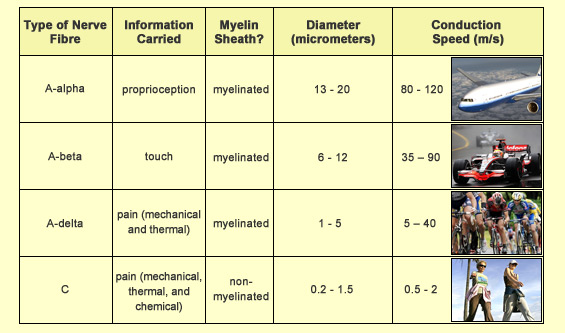 Type of Nerve Fibre
Information Carried
Myelin Sheath?
Diameter (micrometers)
Conduction Speed (m/s)
A-alpha
proprioception
myelinated
13 - 20
80 - 120
A-beta
touch
myelinated
6 - 12
35 – 90
A-delta
pain (mechanical and thermal)
myelinated
1 - 5
5 – 40
C
pain (mechanical, thermal, and chemical)
non-myelinated
0.2 - 1.5
0.5 - 2